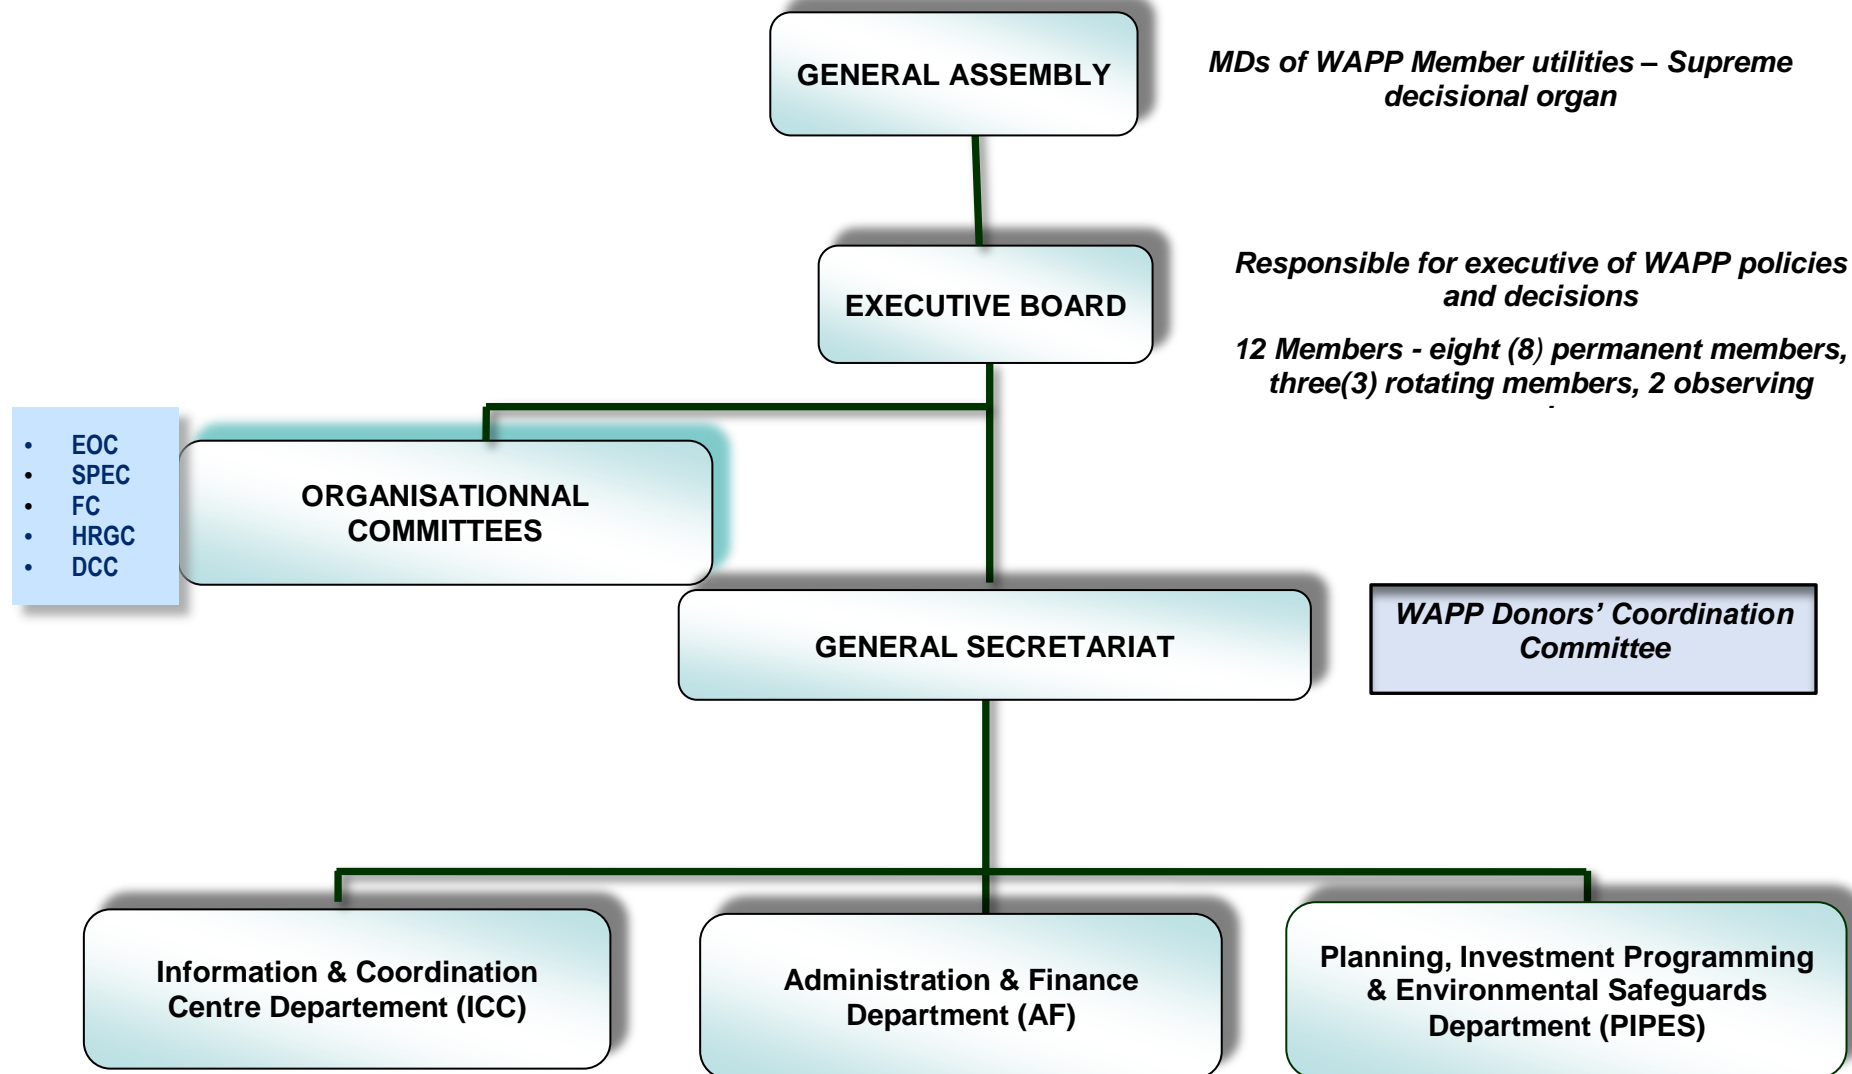 GENERAL ASSEMBLY
MDs of WAPP Member utilities – Supreme
decisional organ
EXECUTIVE BOARD
Responsible for executive of WAPP policies
and decisions
12 Members - eight (8) permanent members,
three(3) rotating members, 2 observing
• EOC
• SPEC
• FC
• HRGC
• DCC
ORGANISATIONNAL
COMMITTEES
GENERAL SECRETARIAT
WAPP Donors’ Coordination
Committee
Information & Coordination
Centre Departement (ICC)
Administration & Finance
Department (AF)
Planning, Investment Programming
& Environmental Safeguards
Department (PIPES)